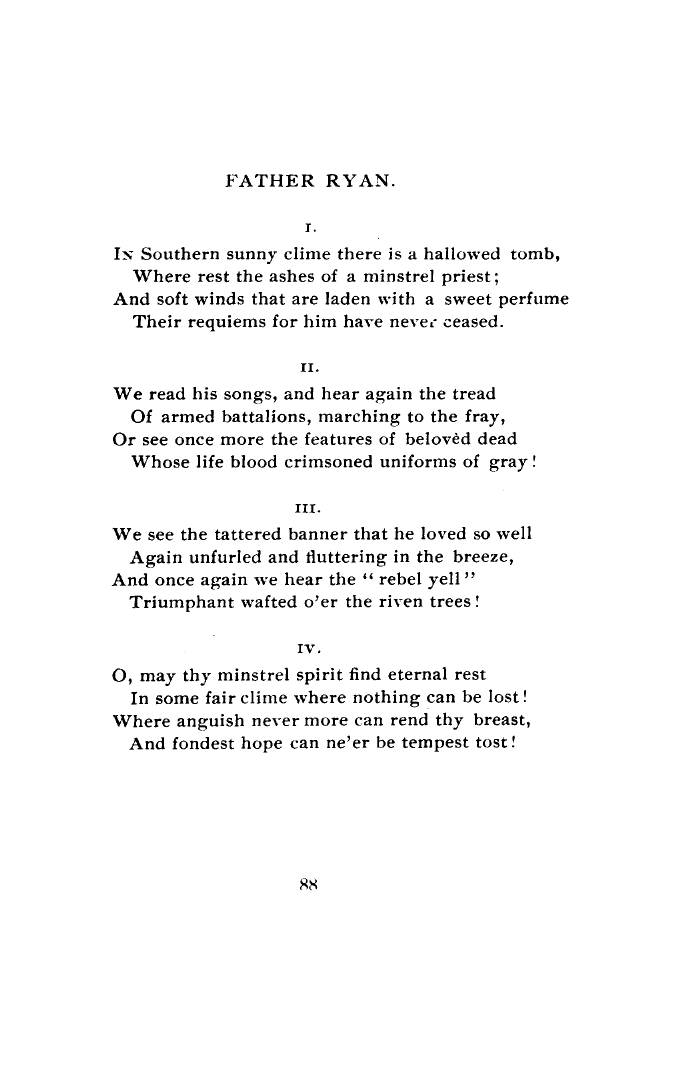 FATHER RYAN.
I.
IN Southern sunny clime there is a hallowed tomb,
Where rest the ashes of a minstrel priest;
And soft winds that are laden with a sweet perfume
Their requiems for him have never ceased.
II.
We read his songs, and hear again the tread
Of armed battalions, marching to the fray,
Or see once more the features of belovèd dead
Whose life blood crimsoned uniforms of gray!
III.
We see the tattered banner that he loved so well
Again unfurled and fluttering in the breeze,
And once again we hear the “rebel yell”
Triumphant wafted o’er the riven trees!
IV.
O, may thy minstrel spirit find eternal rest
In some fair clime where nothing can be lost!
Where anguish never more can rend thy breast,
And fondest hope can ne’er be tempest tost!
88